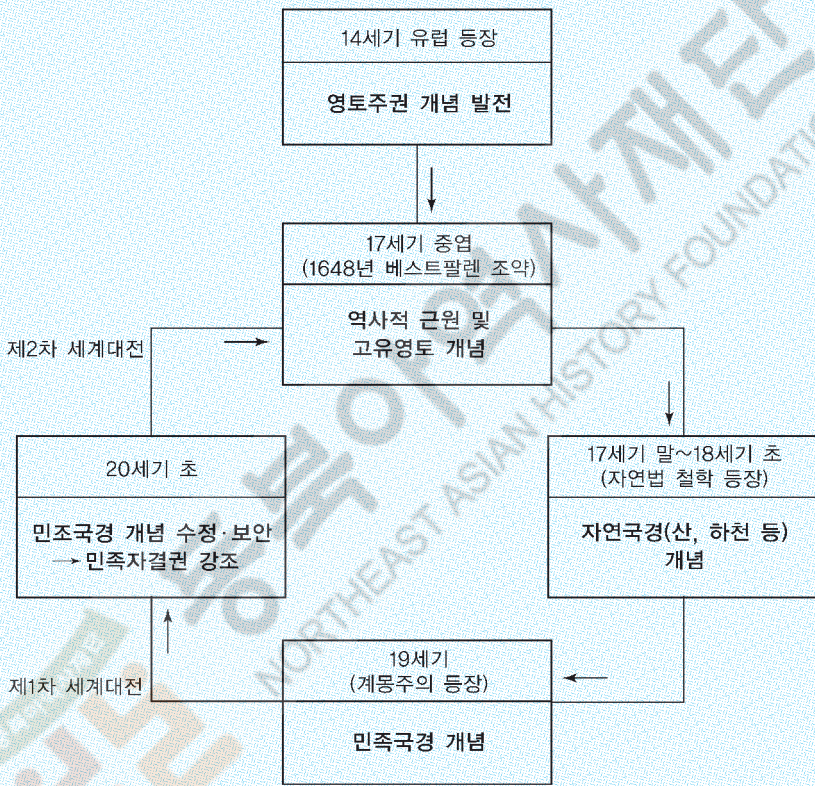 14세기 유럽 등장
영토주권 개념 발전
17세기 중엽
(1648년 베스트팔렌 조약)
역사적 근원 및
고유영토 개념
제2차 세계대전
20세기 초
민조국경 개념 수정·보안
→민족자결권 강조
17세기 말~18세기 초
(자연법 철학 등장)
자연국경(산, 하천 등)
개념
제1차 세계대전
19세기
(계몽주의 등장)
민족국경 개념
동북아역사재단
NORTHEAST ASIAN HISTORY FOUNDATIO